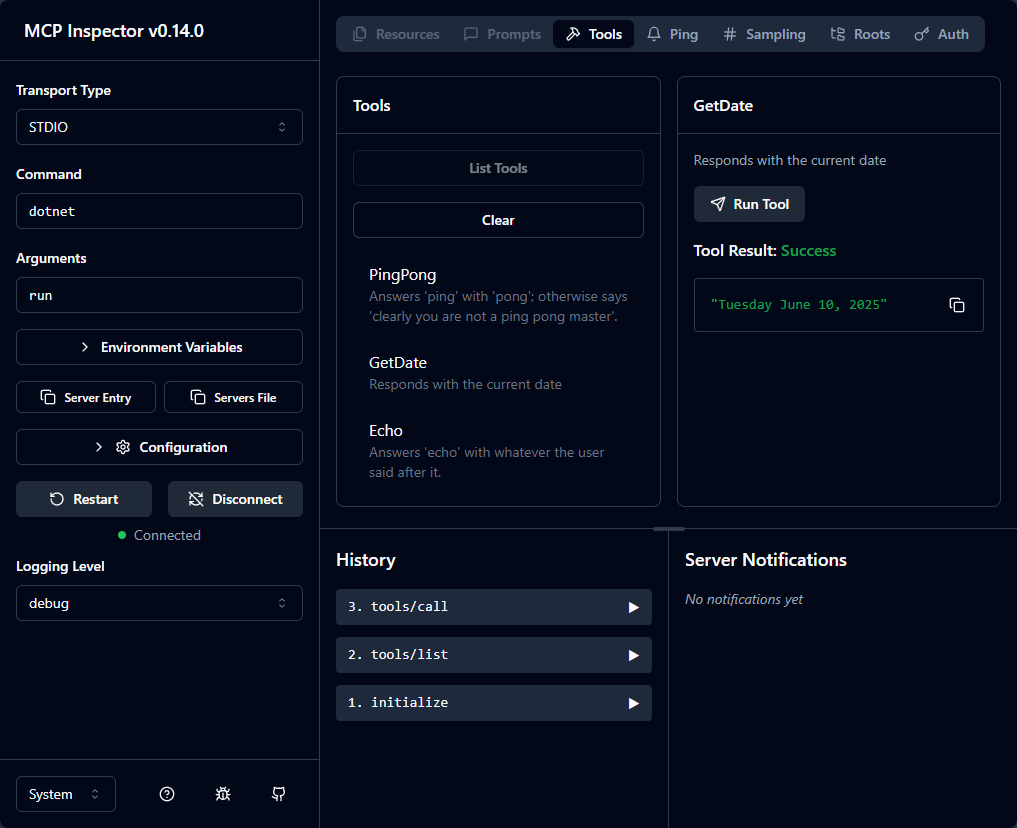 MCP Inspector v0.14.0
Transport Type
STDIO
Command
dotnet
Arguments
run
Environment Variables
Server Entry
Servers File
Configuration
Restart
Disconnect
Connected
Logging Level
debug
System
Resources
Prompts
Tools
Ping
Sampling
Roots
Auth
Tools
List Tools
Clear
PingPong
Answers 'ping' with 'pong'; otherwise says
'clearly you are not a ping pong master'.
GetDate
Responds with the current date
Echo
Answers 'echo' with whatever the user
said after it.
GetDate
Responds with the current date
Run Tool
Tool Result: Success
"Tuesday June 10, 2025"
History
3. tools/call
2. tools/list
1. initialize
Server Notifications
No notifications yet